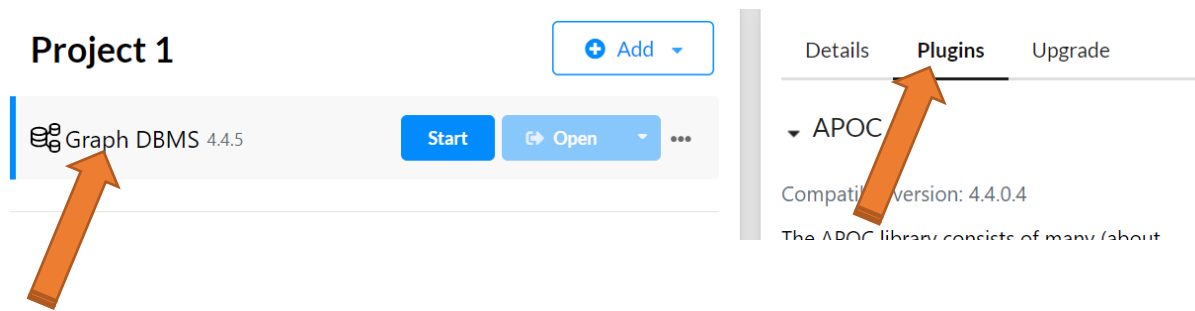 Project 1
Add
Graph DBMS 4.4.5
Start
Open
Details Plugins Upgrade
APOC
version: 4.4.0.4
The APOC library consists of many (about